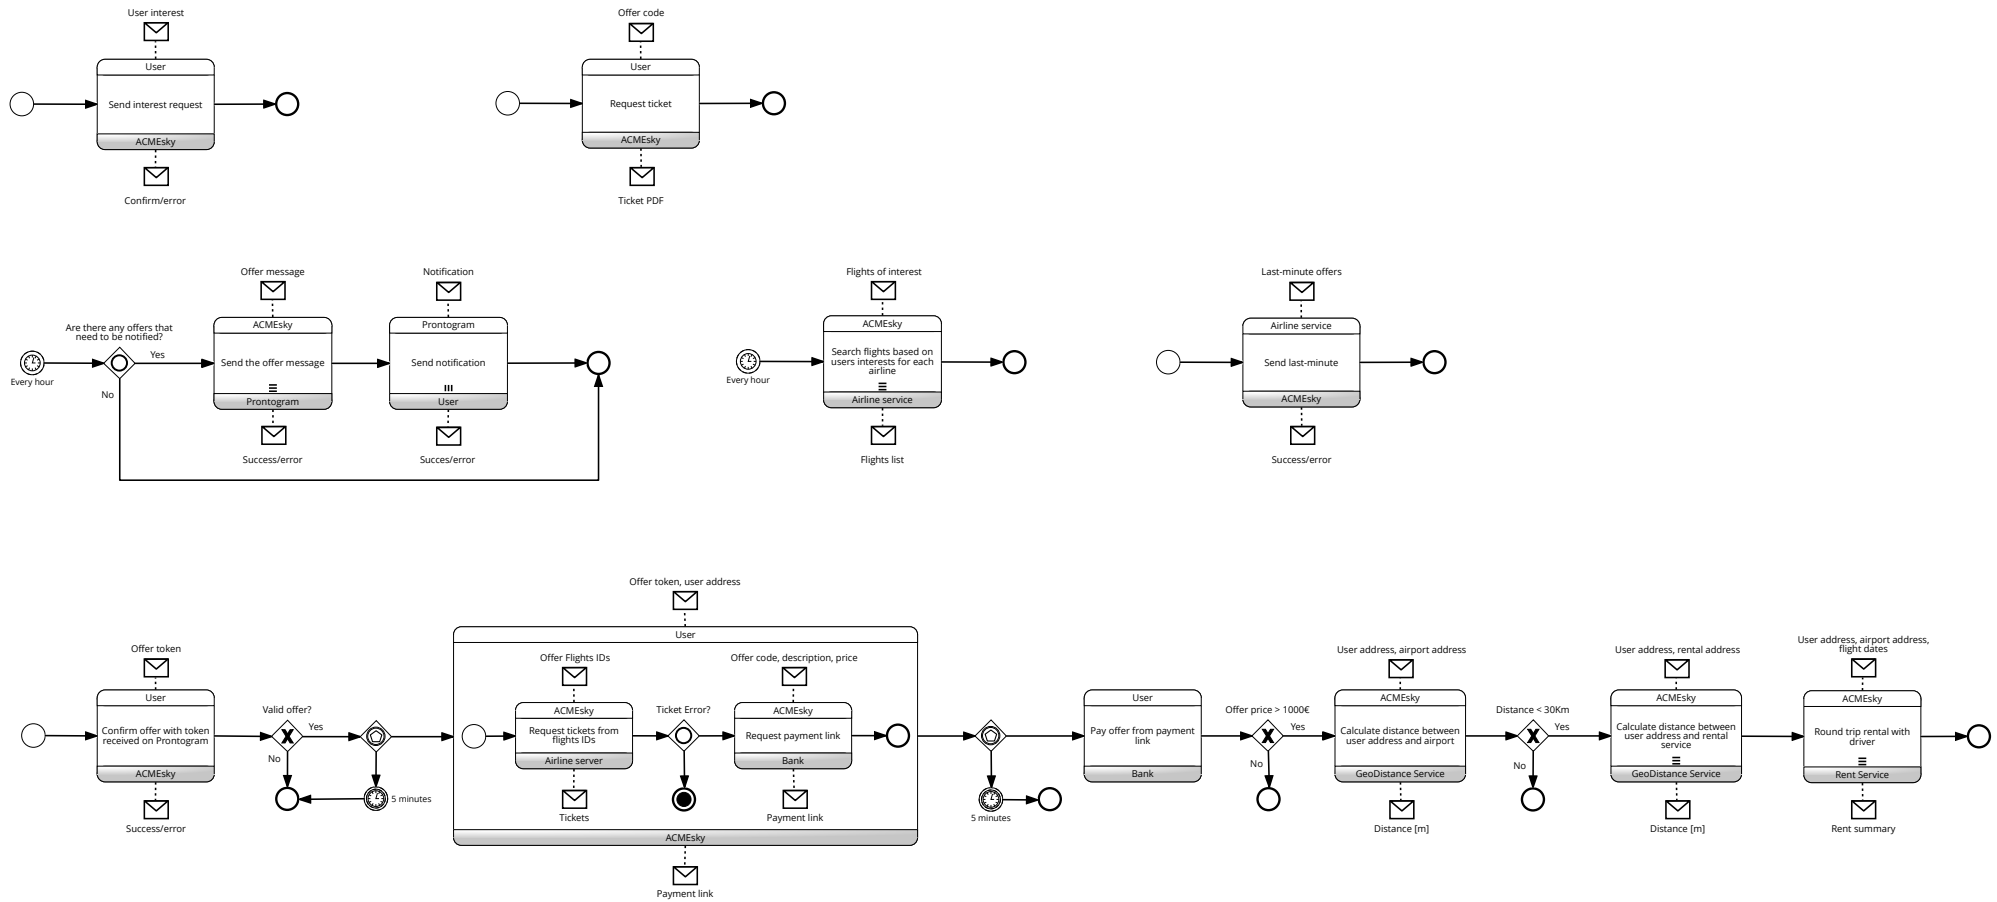 User interest
User
Send interest request
ACMEsky
Confirm/error
Offer code
User
Request ticket
ACMEsky
Ticket PDF
Every hour
Are there any offers that
need to be notified?
Yes
No
Offer message
ACMEsky
Send the offer message
Prontogram
Success/error
Notification
Prontogram
Send notification
User
Succes/error
Every hour
Flights of interest
ACMEsky
Search flights based on
users interests for each
airline
Airline service
Flights list
Last-minute offers
Airline service
Send last-minute
ACMEsky
Success/error
Offer token
User
Confirm offer with token
received on Prontogram
ACMEsky
Success/error
Valid offer?
Yes
No
5 minutes
Offer token, user address
User
Offer Flights IDs
ACMEsky
Request tickets from
flights IDs
Airline server
Tickets
Ticket Error?
Offer code, description, price
ACMEsky
Request payment link
Bank
Payment link
ACMEsky
Payment link
5 minutes
User
Pay offer from payment
link
Bank
Offer price > 1000€
Yes
No
User address, airport address
ACMEsky
Calculate distance between
user address and airport
GeoDistance Service
Distance [m]
Distance < 30Km
Yes
No
User address, rental address
ACMEsky
Calculate distance between
user address and rental
service
GeoDistance Service
Distance [m]
User address, airport address,
flight dates
ACMEsky
Round trip rental with
driver
Rent Service
Rent summary